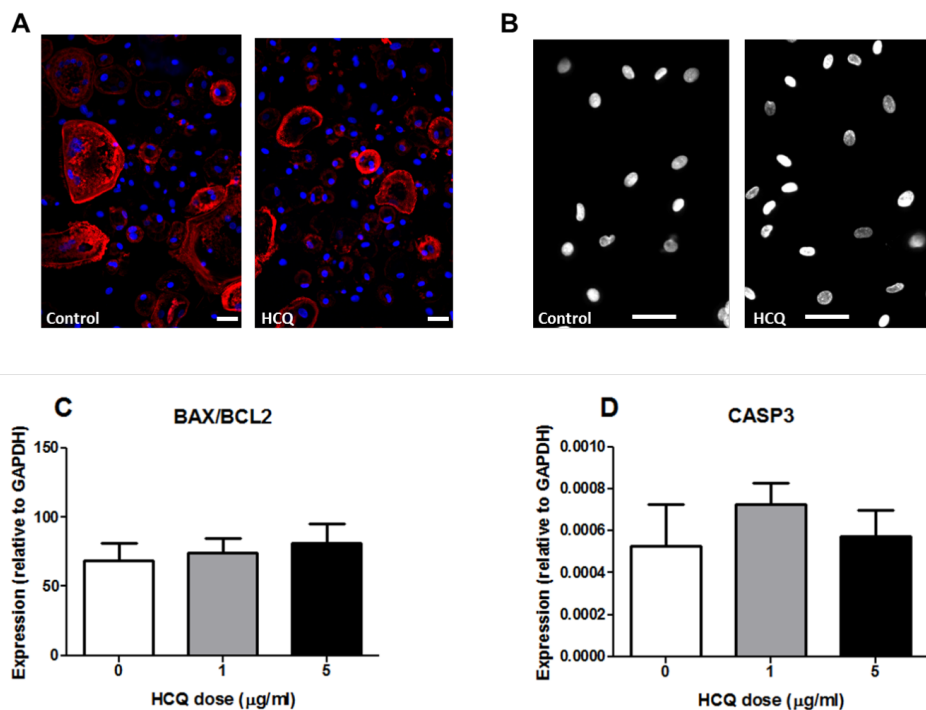 A
B
Control
HCQ
Control
HCQ
C
BAX/BCL2
Expression (relative to GAPDH)
150
100
50
0
0 1 5
HCQ dose (µg/ml)
D
CASP3
Expression (relative to GAPDH)
0.0010
0.0008
0.0006
0.0004
0.0002
0.0000
0 1 5
HCQ dose (µg/ml)